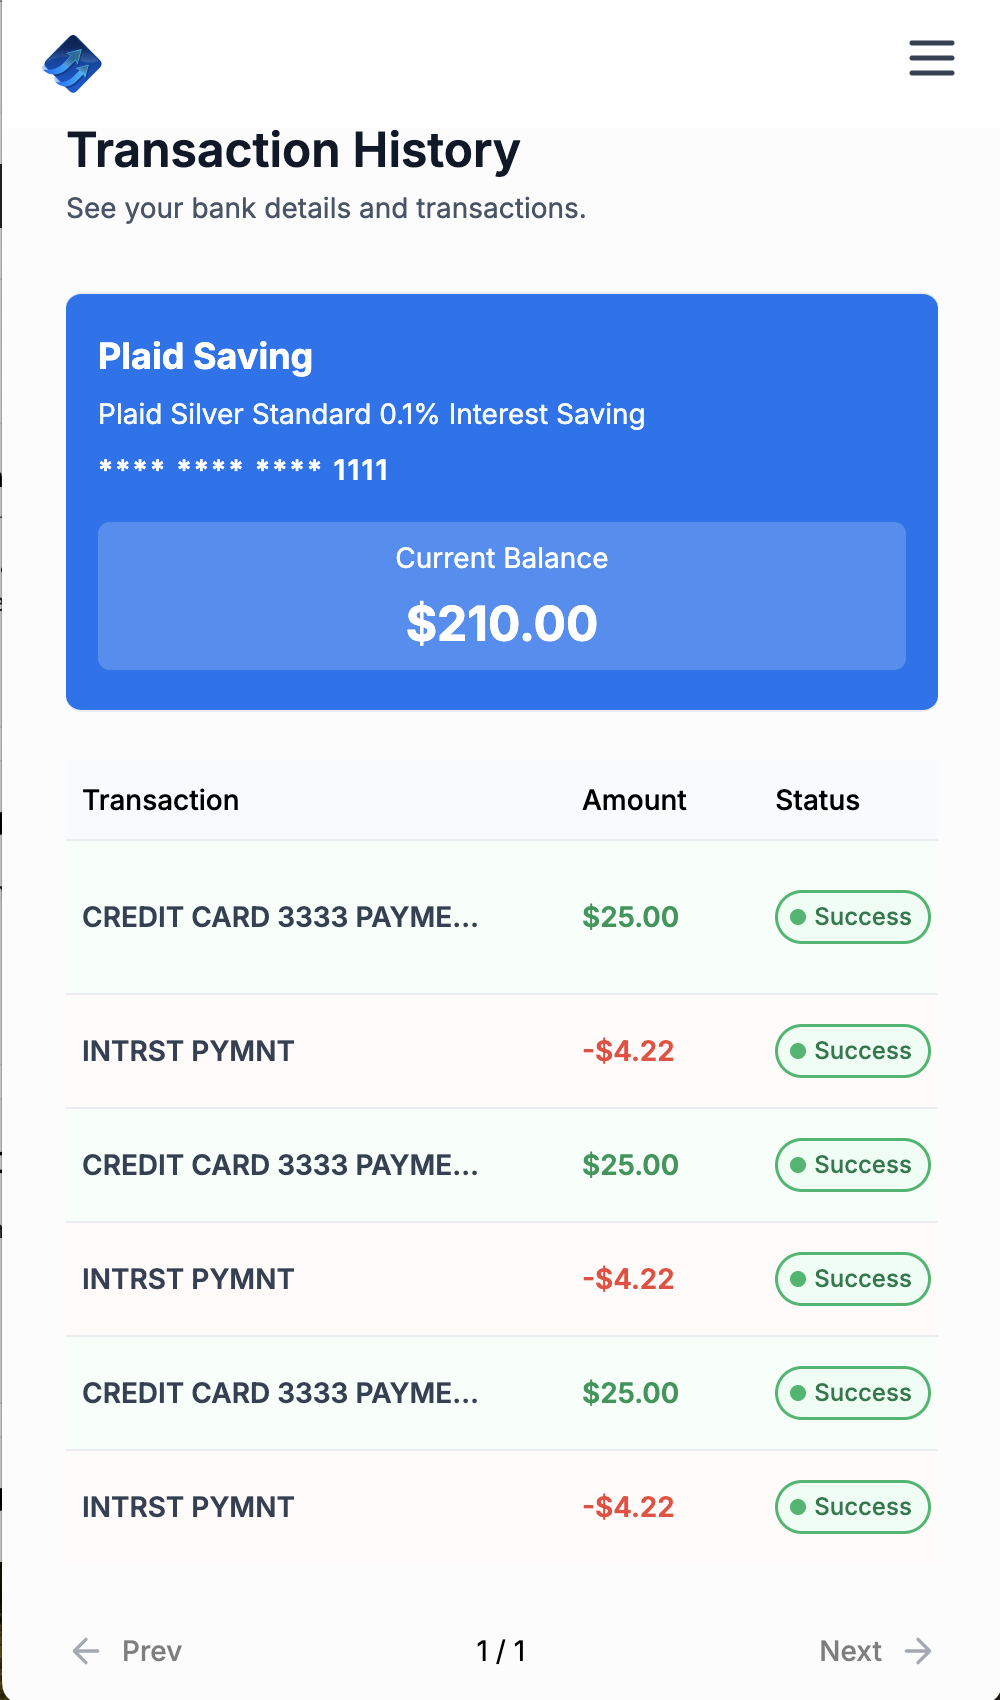 Transaction History
See your bank details and transactions.
Plaid Saving
Plaid Silver Standard 0.1% Interest Saving
**** **** **** 1111
Current Balance
$210.00
Transaction Amount Status
CREDIT CARD 3333 PAYME... $25.00 Success
INTRST PYMNT -$4.22 Success
CREDIT CARD 3333 PAYME... $25.00 Success
INTRST PYMNT -$4.22 Success
CREDIT CARD 3333 PAYME... $25.00 Success
INTRST PYMNT -$4.22 Success
Prev 1 / 1 Next